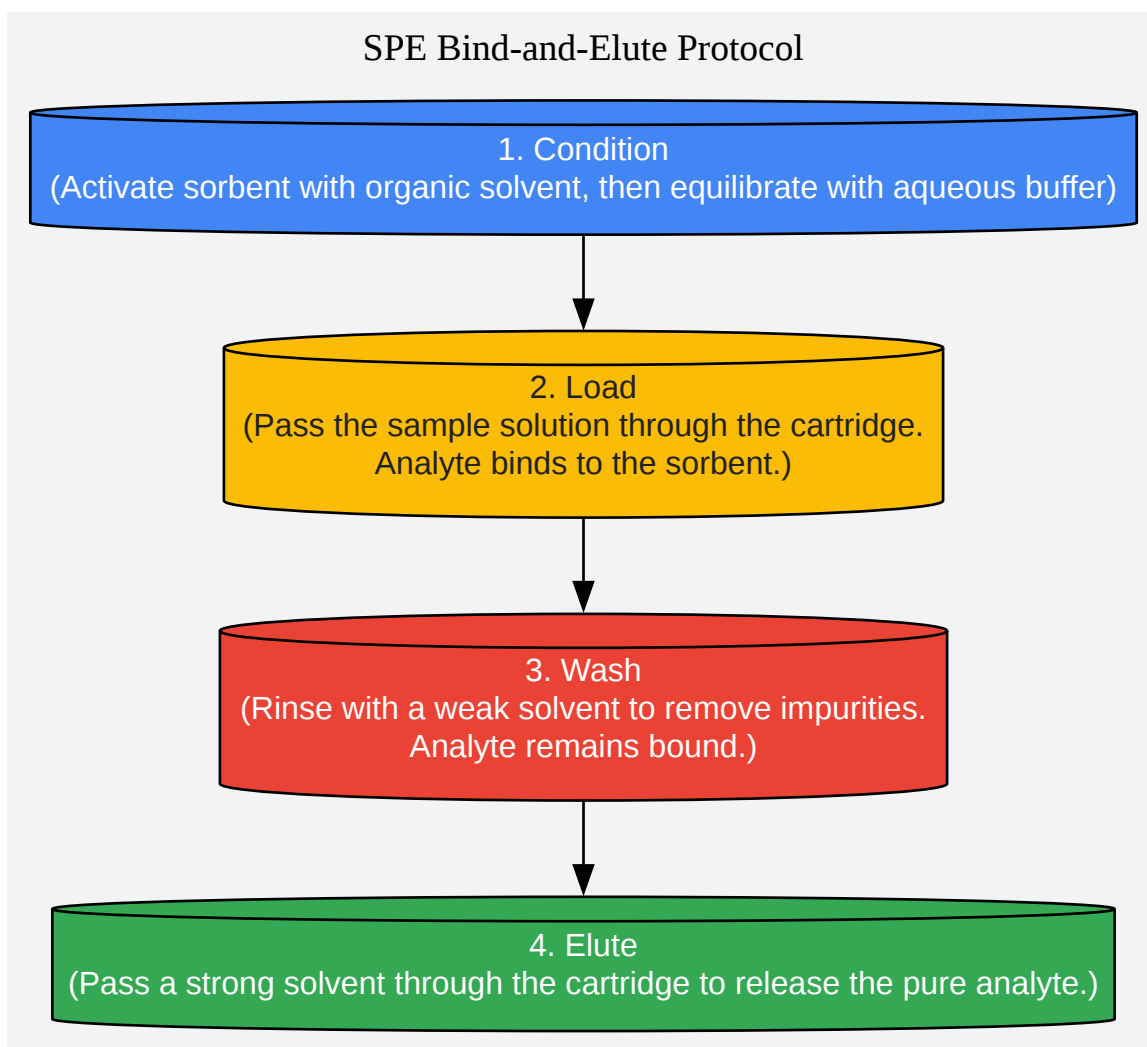 SPE Bind-and-Elute Protocol
1. Condition
(Activate sorbent with organic solvent, then equilibrate with aqueous buffer)
2. Load
(Pass the sample solution through the cartridge.
Analyte binds to the sorbent.)
3. Wash
(Rinse with a weak solvent to remove impurities.
Analyte remains bound.)
4. Elute
(Pass a strong solvent through the cartridge to release the pure analyte.)